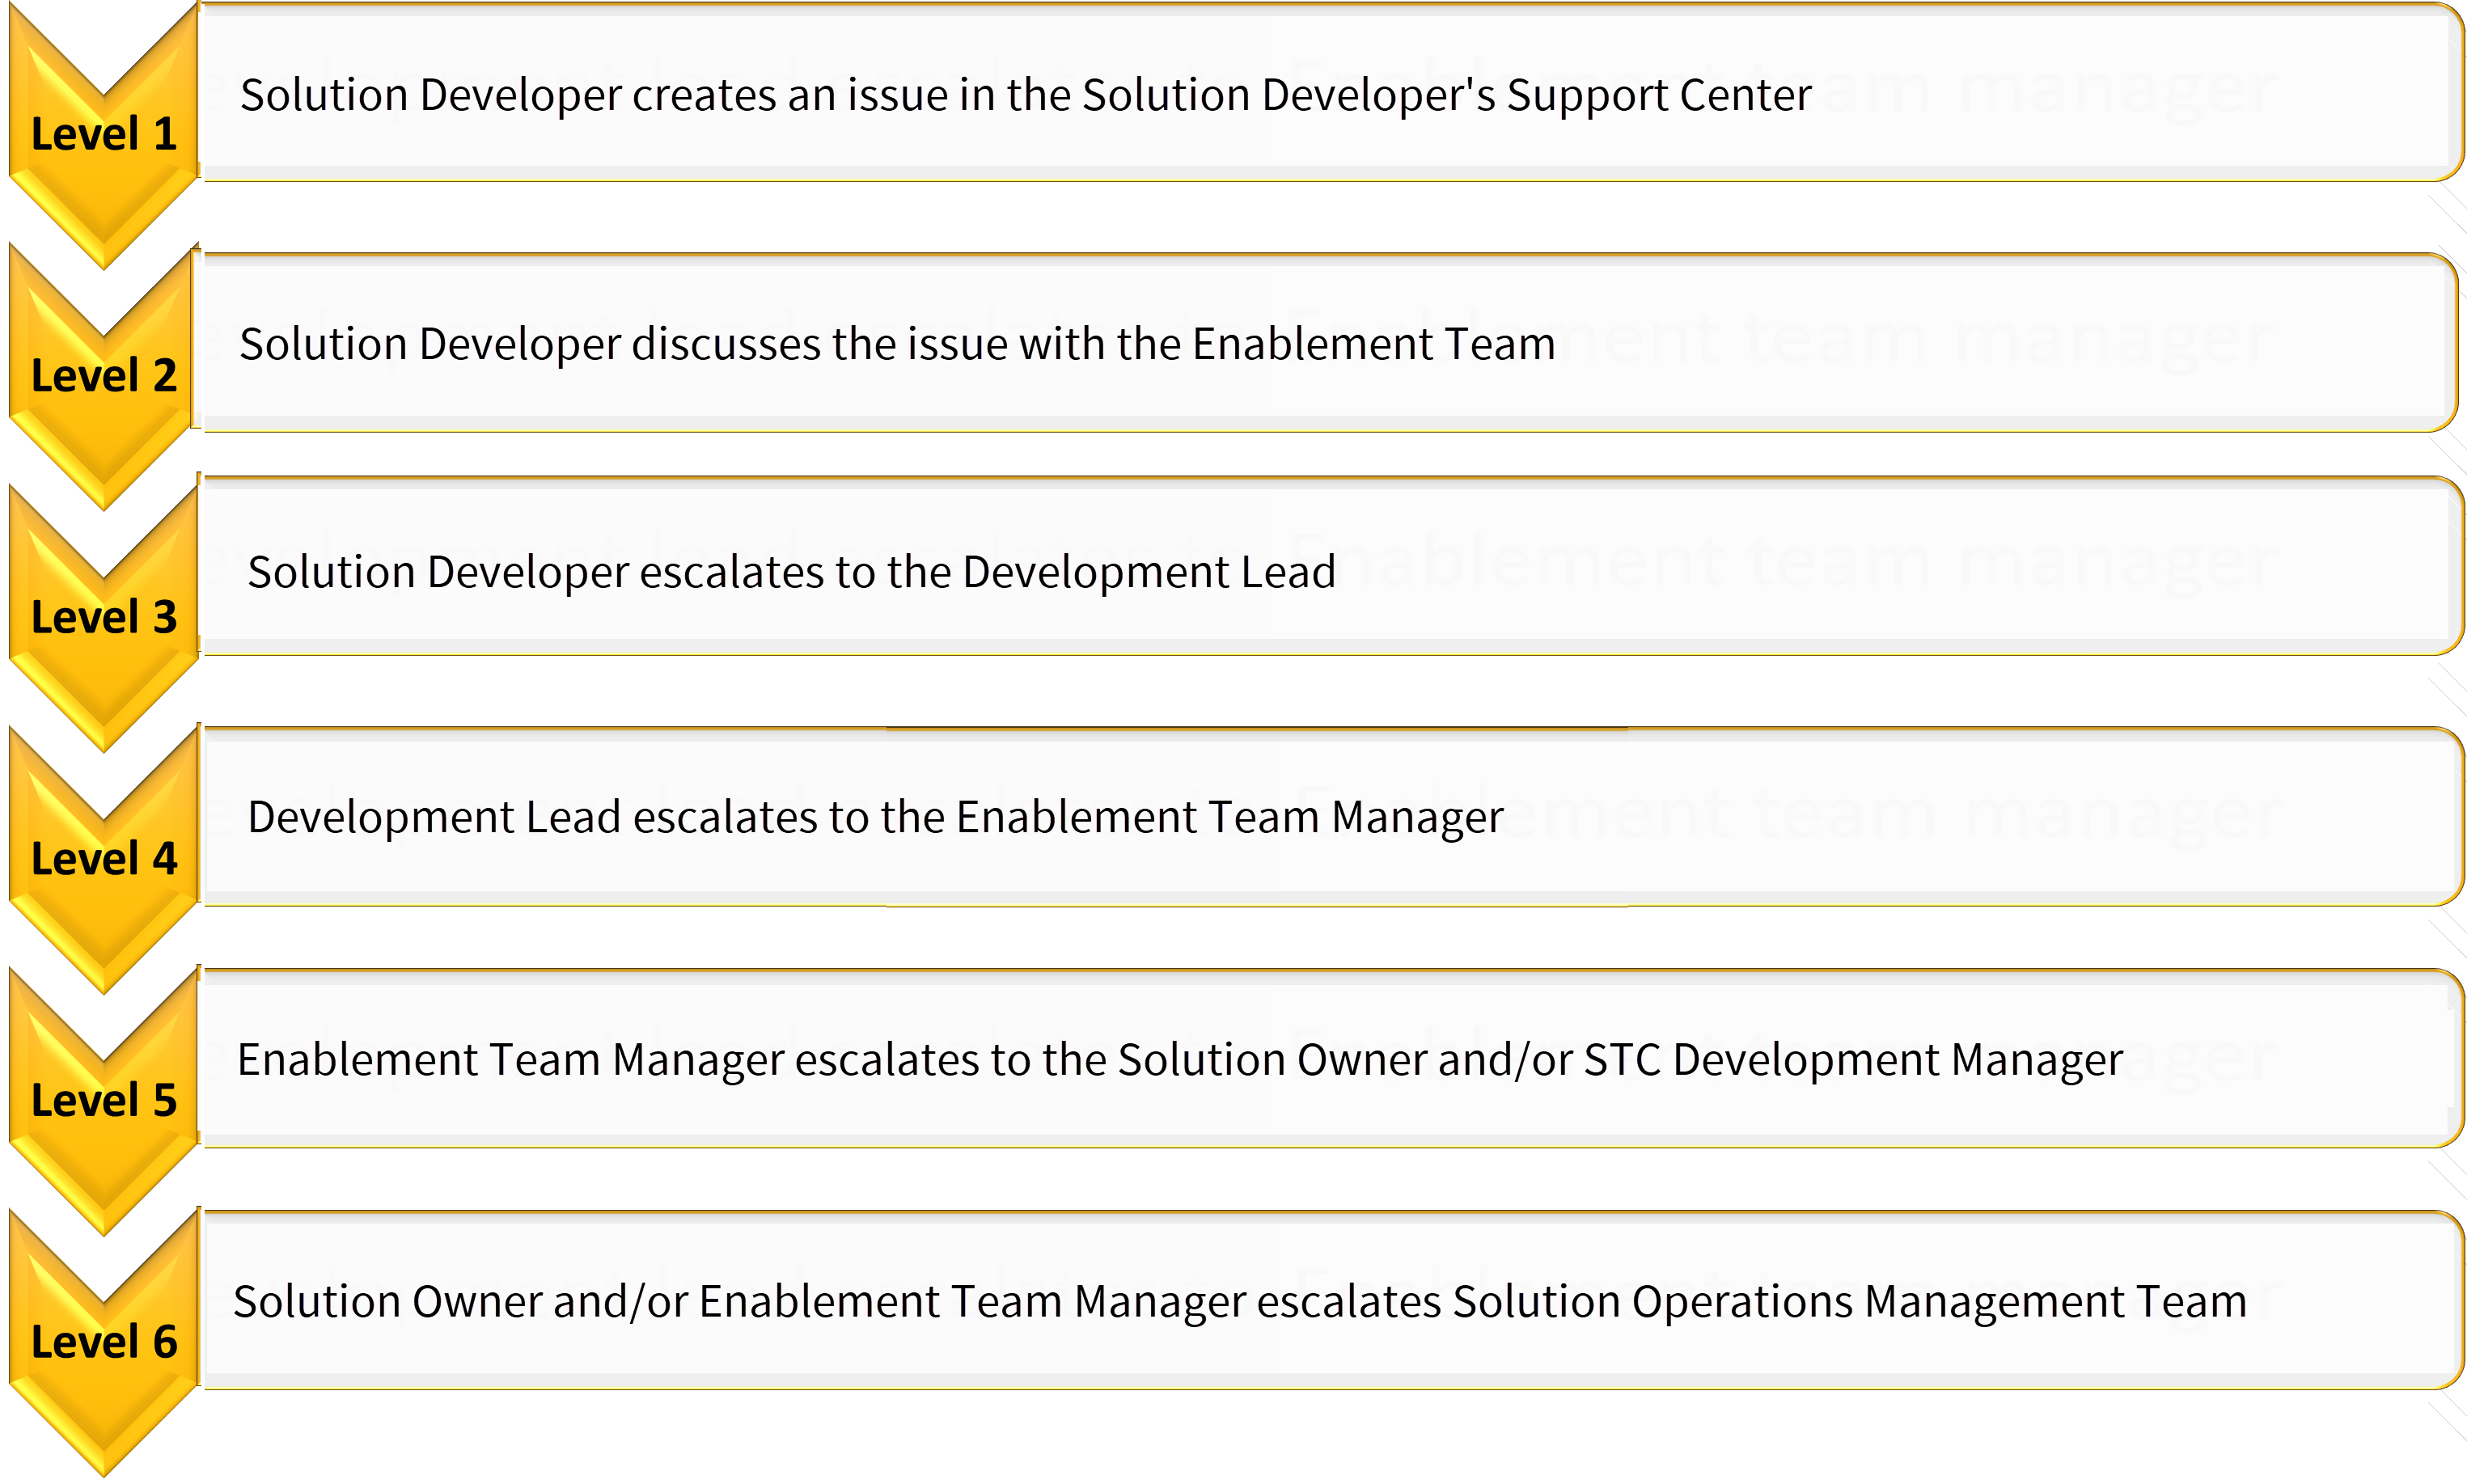 Level 1
Solution Developer creates an issue in the Solution Developer's Support Center
Level 2
Solution Developer discusses the issue with the Enablement Team
Level 3
Solution Developer escalates to the Development Lead
Level 4
Development Lead escalates to the Enablement Team Manager
Level 5
Enablement Team Manager escalates to the Solution Owner and/or STC Development Manager
Level 6
Solution Owner and/or Enablement Team Manager escalates Solution Operations Management Team